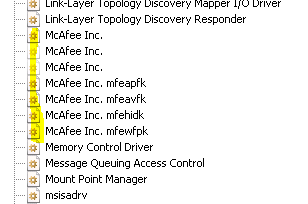 Link-Layer Topology Discovery Mapper I/O Driver
Link-Layer Topology Discovery Responder
McAfee Inc.
McAfee Inc.
McAfee Inc.
McAfee Inc. mfeapfk
McAfee Inc. mfeavfk
McAfee Inc. mfehidk
McAfee Inc. mfewfpk
Memory Control Driver
Message Queuing Access Control
Mount Point Manager
msisadrv